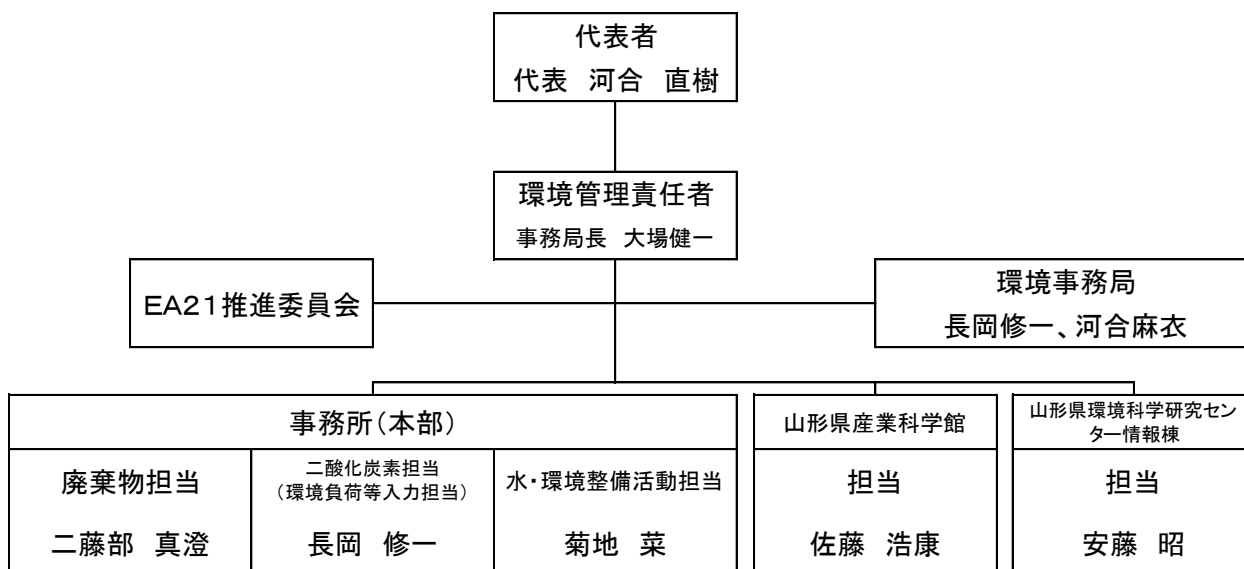 代表者
代表　河合　直樹
環境管理責任者
事務局長　大場健一
EA21推進委員会
環境事務局
長岡修一、河合麻衣
事務所（本部）
廃棄物担当
二藤部　真澄
二酸化炭素担当
（環境負荷等入力担当）
長岡　修一
水・環境整備活動担当
菊地　菜
山形県産業科学館
担当
佐藤　浩康
山形県環境科学研究セン
ター情報棟
担当
安藤　昭